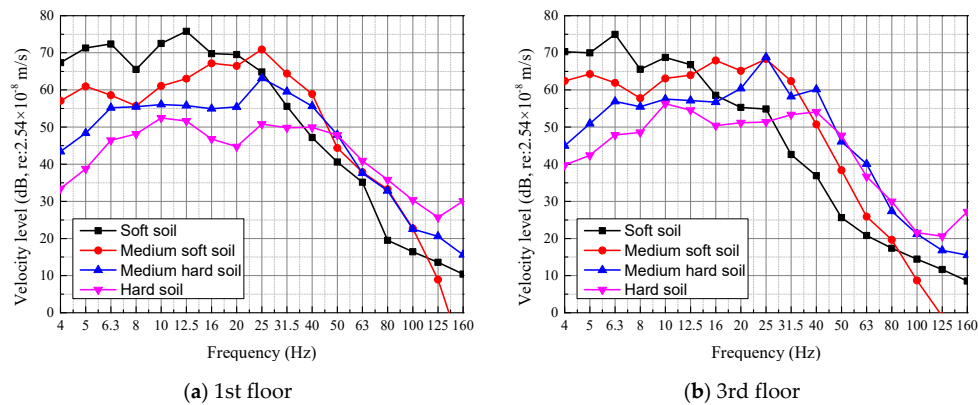 80
70
60
50
40
30
20
10
0
Velocity level (dB, re:2.54×10⁻⁸ m/s)
Soft soil
Medium soft soil
Medium hard soil
Hard soil
4 5 6.3 8 10 12.5 16 20 25 31.5 40 50 63 80 100 125 160
Frequency (Hz)
(a) 1st floor
80
70
60
50
40
30
20
10
0
Velocity level (dB, re:2.54×10⁻⁸ m/s)
Soft soil
Medium soft soil
Medium hard soil
Hard soil
4 5 6.3 8 10 12.5 16 20 25 31.5 40 50 63 80 100 125 160
Frequency (Hz)
(b) 3rd floor